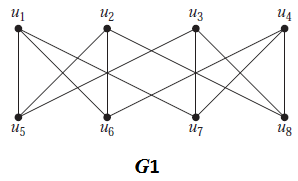 u₁ u₂ u₃ u₄
u₅ u₆ u₇ u₈
G1